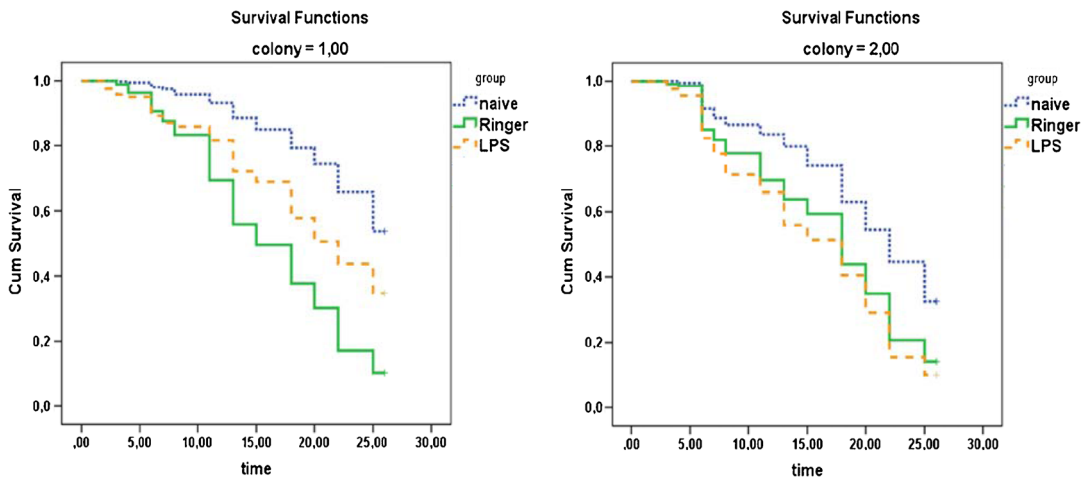 Survival Functions
colony = 1,00
group
naive
Ringer
LPS
Cum Survival
1,0
0,8
0,6
0,4
0,2
0,0
,00
5,00
10,00
15,00
20,00
25,00
30,00
time
Survival Functions
colony = 2,00
group
naive
Ringer
LPS
Cum Survival
1,0
0,8
0,6
0,4
0,2
0,0
,00
5,00
10,00
15,00
20,00
25,00
30,00
time